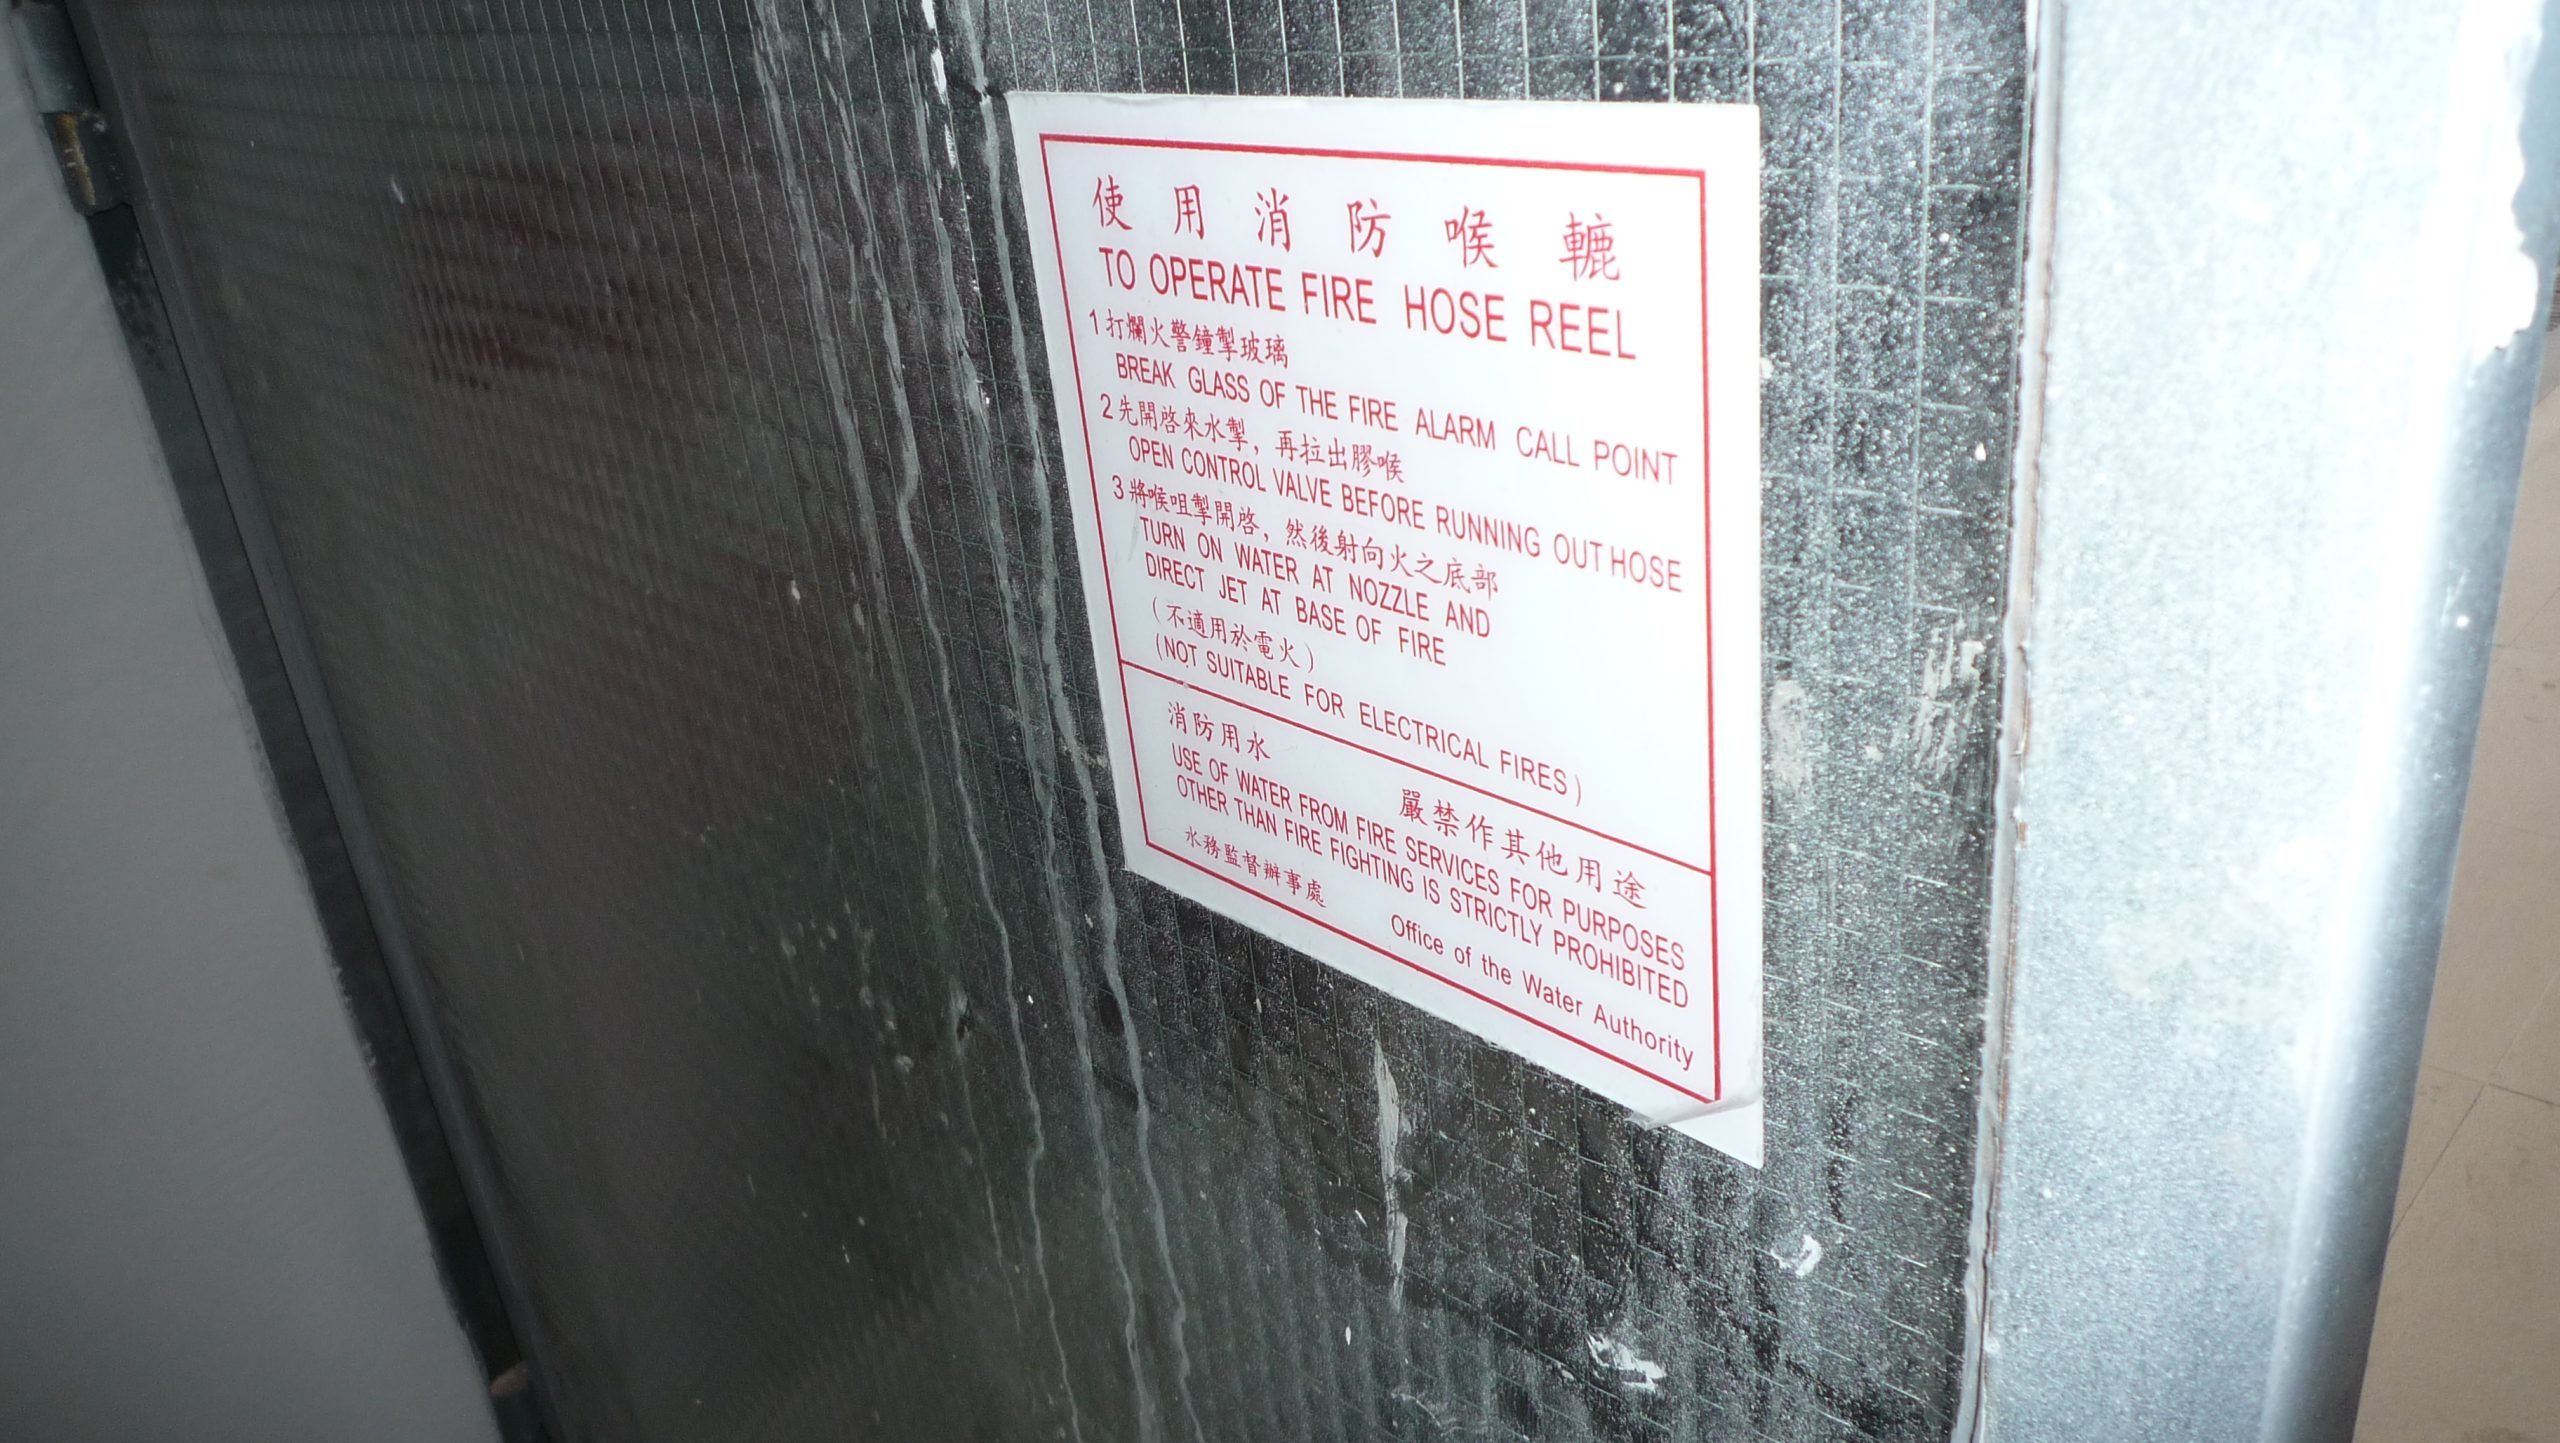 使用消防喉轆
TO OPERATE FIRE HOSE REEL
1 打爛火警鐘掣玻璃
BREAK GLASS OF THE FIRE ALARM CALL POINT
2 先開啓來水掣，再拉出膠喉
OPEN CONTROL VALVE BEFORE RUNNING OUT HOSE
3 將喉咀掣開啓，然後射向火之底部
TURN ON WATER AT NOZZLE AND
DIRECT JET AT BASE OF FIRE
（不適用於電火）
(NOT SUITABLE FOR ELECTRICAL FIRES)
消防用水 嚴禁作其他用途
USE OF WATER FROM FIRE SERVICES FOR PURPOSES
OTHER THAN FIRE FIGHTING IS STRICTLY PROHIBITED
水務監督辦事處 Office of the Water Authority